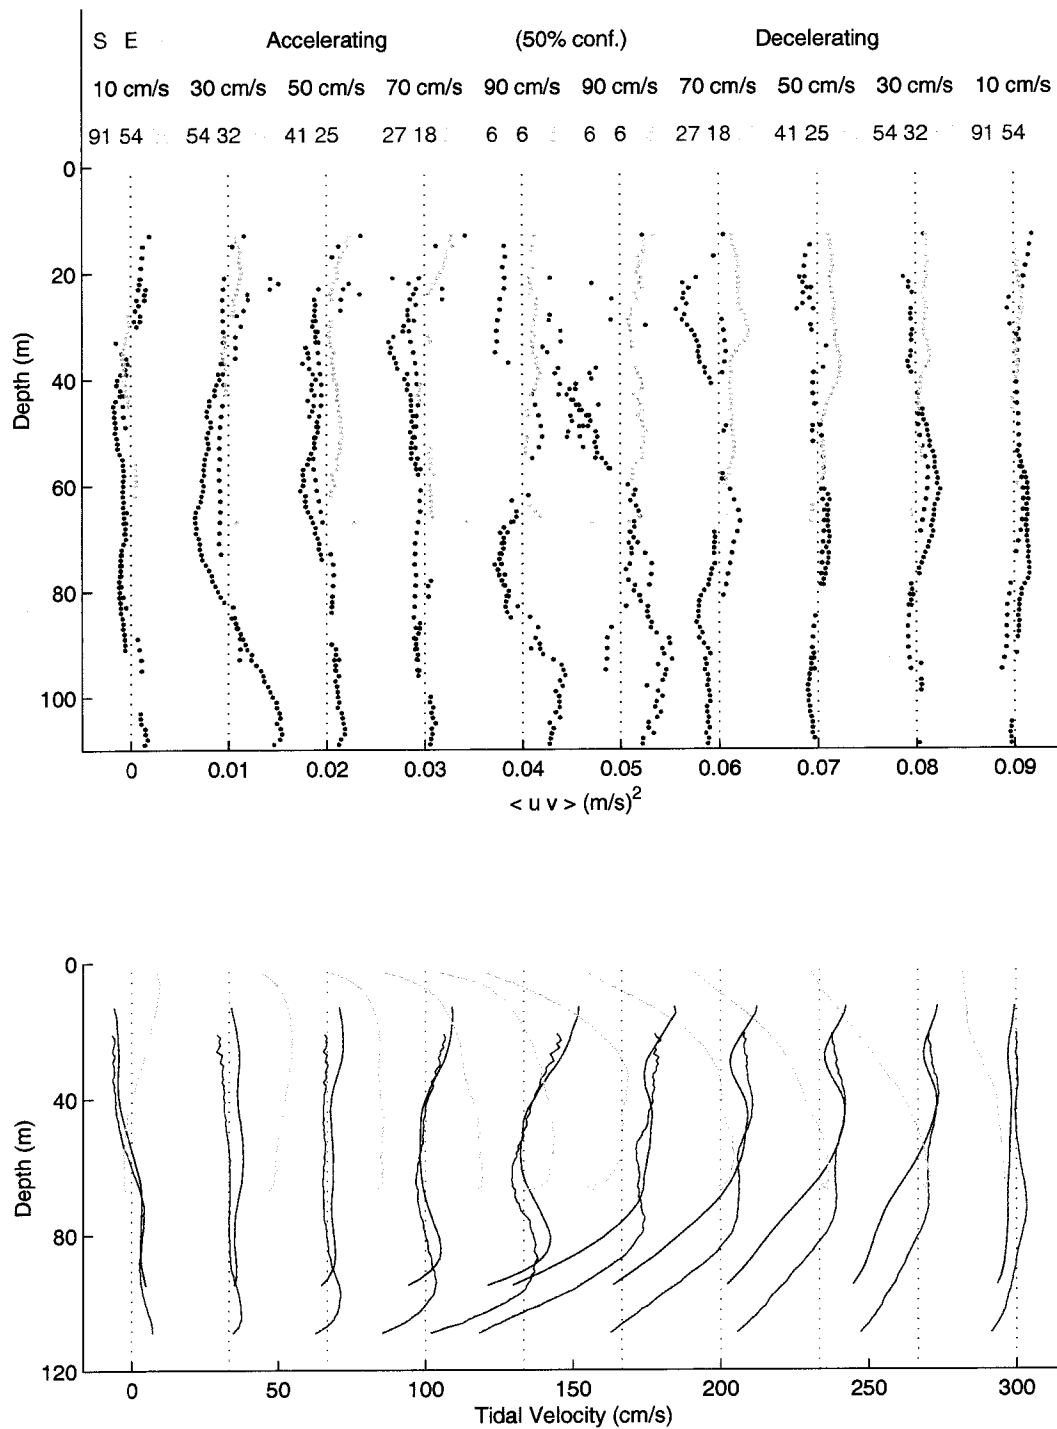 S E Accelerating (50% conf.) Decelerating
10 cm/s 30 cm/s 50 cm/s 70 cm/s 90 cm/s 90 cm/s 70 cm/s 50 cm/s 30 cm/s 10 cm/s
91 54 54 32 41 25 27 18 6 6 6 6 27 18 41 25 54 32 91 54
0
20
40
60
80
100
Depth (m)
0 0.01 0.02 0.03 0.04 0.05 0.06 0.07 0.08 0.09
< u v > (m/s)²
0
40
80
120
Depth (m)
0 50 100 150 200 250 300
Tidal Velocity (cm/s)